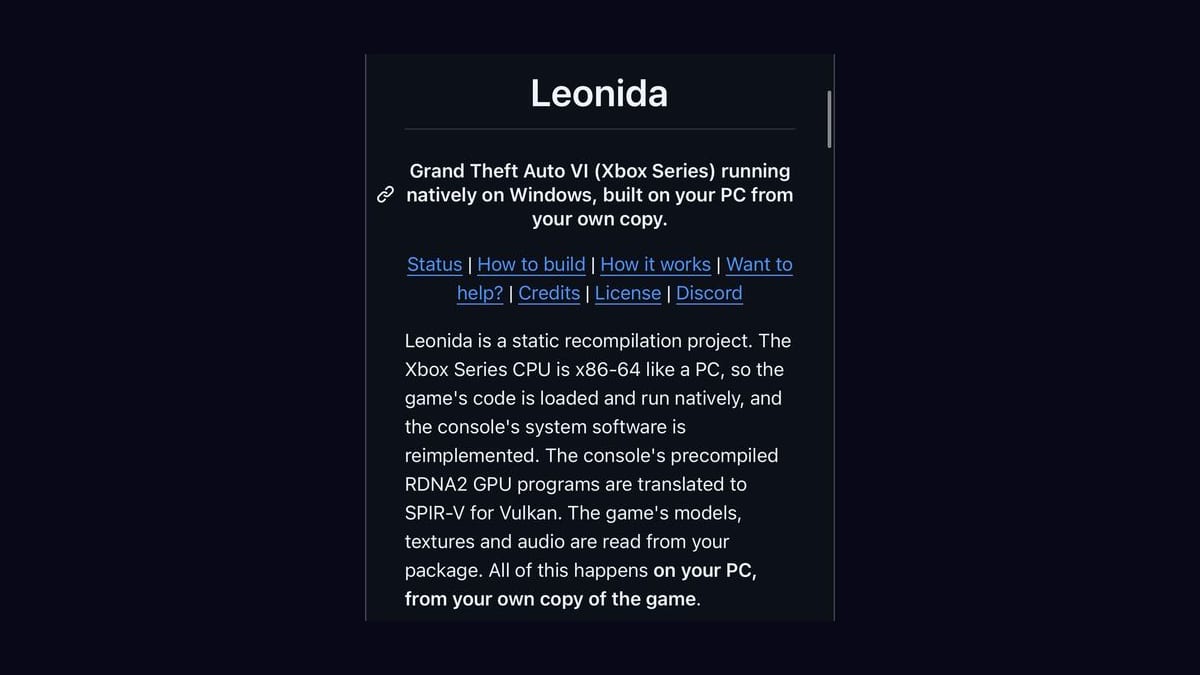 Leonida
Grand Theft Auto VI (Xbox Series) running
natively on Windows, built on your PC from
your own copy.
Status | How to build | How it works | Want to
help? | Credits | License | Discord
Leonida is a static recompilation project. The
Xbox Series CPU is x86-64 like a PC, so the
game's code is loaded and run natively, and
the console's system software is
reimplemented. The console's precompiled
RDNA2 GPU programs are translated to
SPIR-V for Vulkan. The game's models,
textures and audio are read from your
package. All of this happens on your PC,
from your own copy of the game.